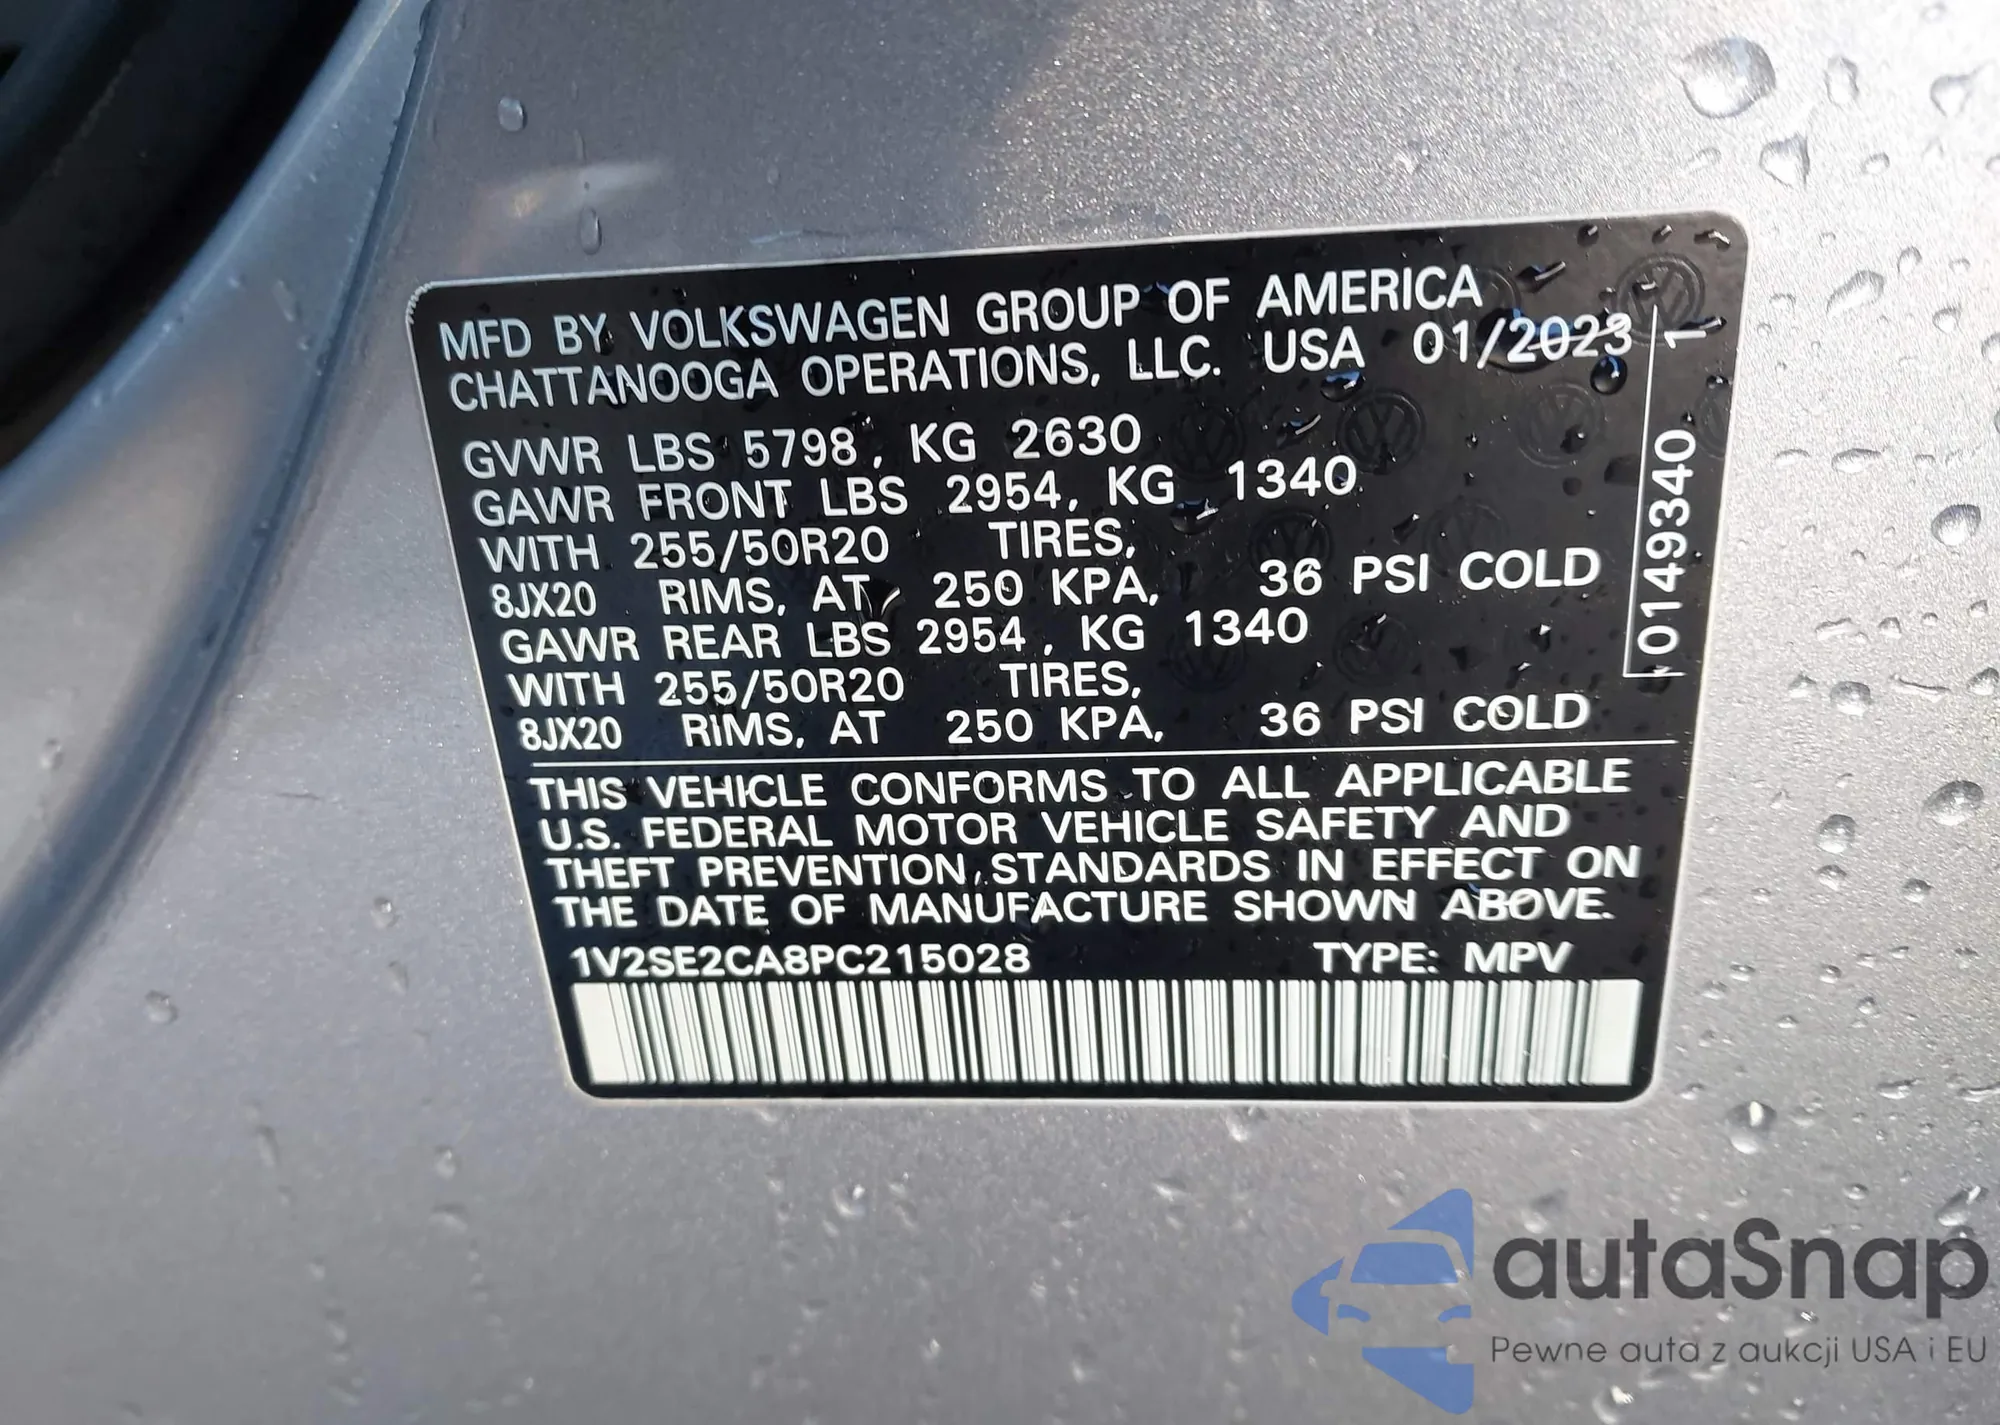 MFD BY VOLKSWAGEN GROUP OF AMERICA
CHATTANOOGA OPERATIONS, LLC. USA 01/2023
GVWR LBS 5798, KG 2630
GAWR FRONT LBS 2954, KG 1340
WITH 255/50R20 TIRES,
8JX20 RIMS, AT 250 KPA, 36 PSI COLD
GAWR REAR LBS 2954, KG 1340
WITH 255/50R20 TIRES,
8JX20 RIMS, AT 250 KPA, 36 PSI COLD
0149340 1
THIS VEHICLE CONFORMS TO ALL APPLICABLE
U.S. FEDERAL MOTOR VEHICLE SAFETY AND
THEFT PREVENTION STANDARDS IN EFFECT ON
THE DATE OF MANUFACTURE SHOWN ABOVE.
1V2SE2CA8PC215028 TYPE: MPV
autaSnap
Pewne auta z aukcji USA i EU